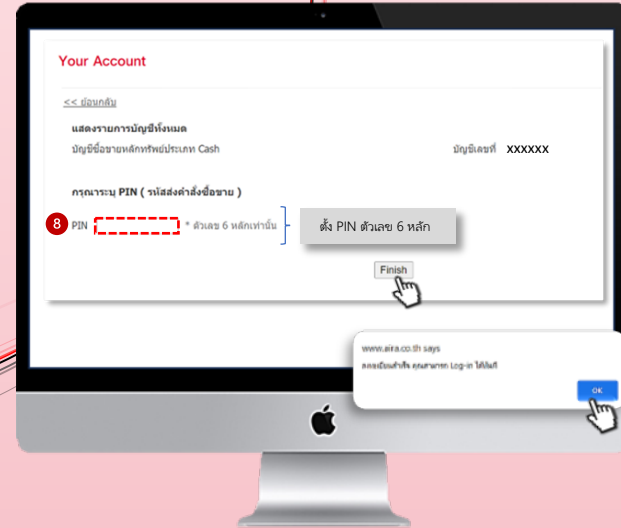 Your Account
<< ย้อนกลับ
แสดงรายการบัญชีทั้งหมด
บัญชีซื้อขายหลักทรัพย์ประเภท Cash บัญชีเลขที่ XXXXXX
กรุณาระบุ PIN ( รหัสส่งคำสั่งซื้อขาย )
8 PIN * ตัวเลข 6 หลักเท่านั้น ตั้ง PIN ตัวเลข 6 หลัก
Finish
www.aira.co.th says
ลงทะเบียนสำเร็จ คุณสามารถ Log-in ได้ทันที
OK